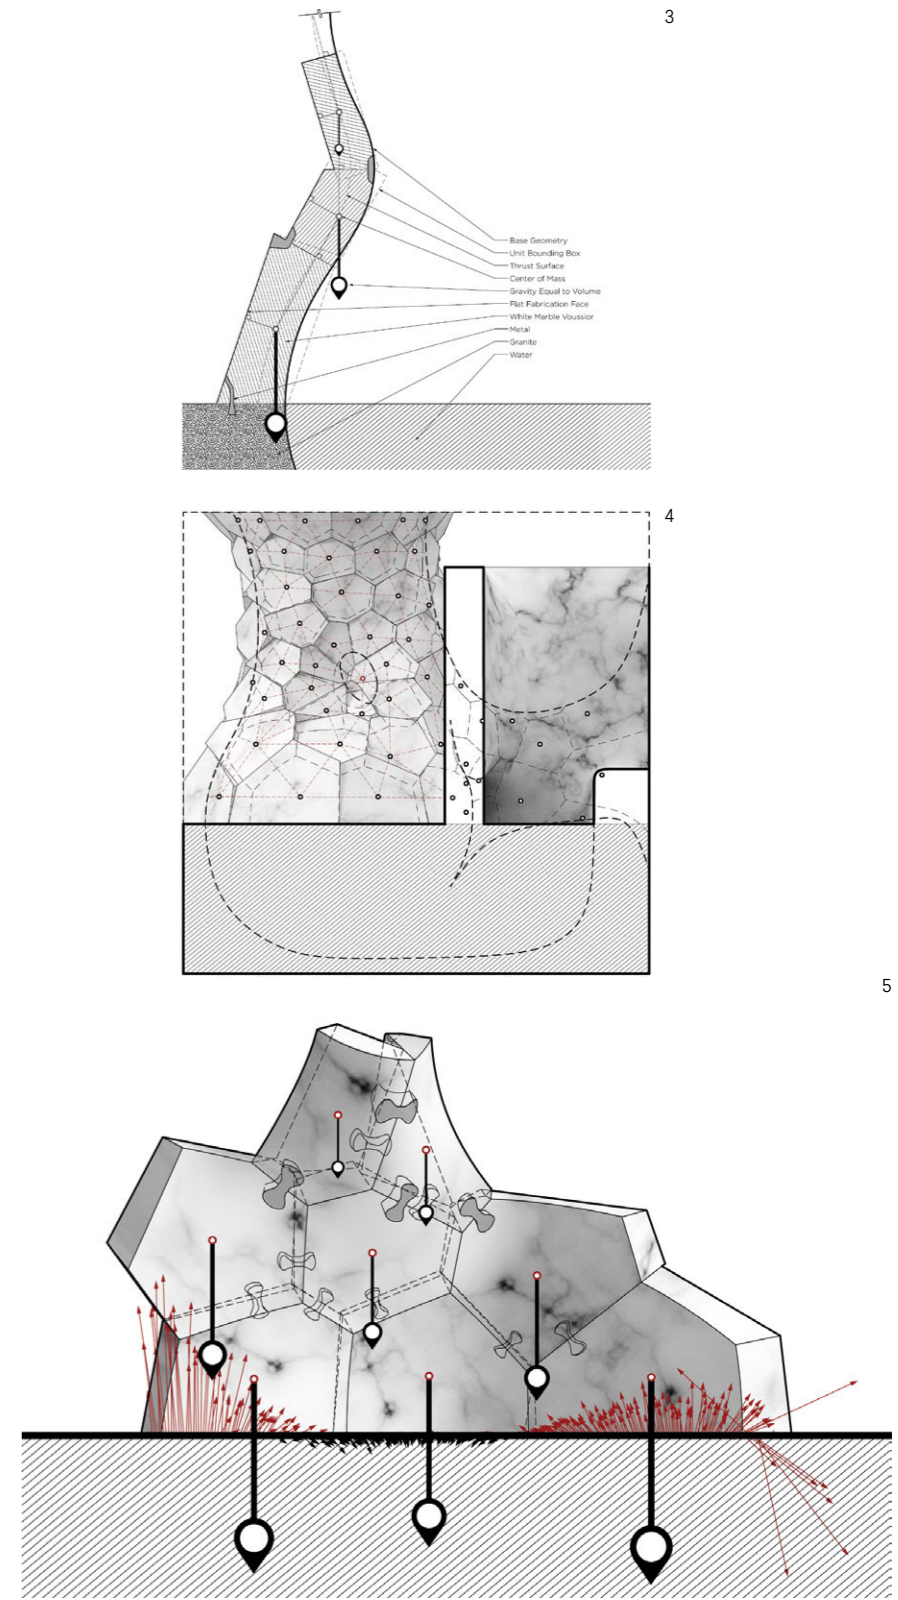 3
Base Geometry
Unit Bounding Box
Thrust Surface
Center of Mass
Gravity Equal to Volume
Flat Fabrication Face
White Marble Voussior
Metal
Granite
Water
4
5